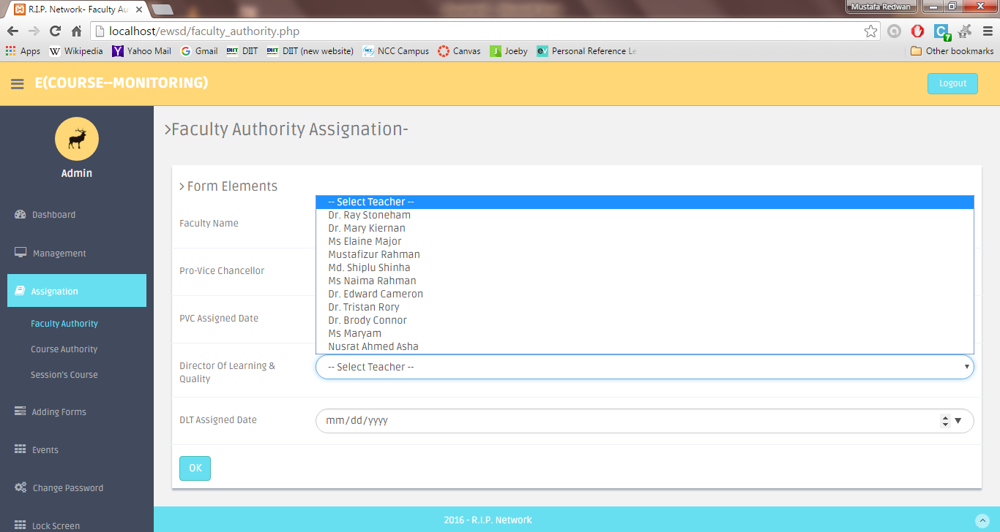 R.I.P. Network- Faculty Au
Mustafa Redwan
localhost/ewsd/faculty_authority.php
Apps W Wikipedia Y Yahoo Mail G Gmail DIIT DIIT DIIT DIIT (new website) NCC NCC Campus Canvas J Joeby ev Personal Reference Le Other bookmarks
C 7
E(COURSE--MONITORING)
Logout
Admin
Dashboard
Management
Assignation
Faculty Authority
Course Authority
Session's Course
Adding Forms
Events
Change Password
Lock Screen
>Faculty Authority Assignation-
> Form Elements
Faculty Name
Pro-Vice Chancellor
PVC Assigned Date
-- Select Teacher --
Dr. Ray Stoneham
Dr. Mary Kiernan
Ms Elaine Major
Mustafizur Rahman
Md. Shiplu Shinha
Ms Naima Rahman
Dr. Edward Cameron
Dr. Tristan Rory
Dr. Brody Connor
Ms Maryam
Nusrat Ahmed Asha
Director Of Learning &
Quality
-- Select Teacher --
DLT Assigned Date
mm/dd/yyyy
OK
2016 - R.I.P. Network